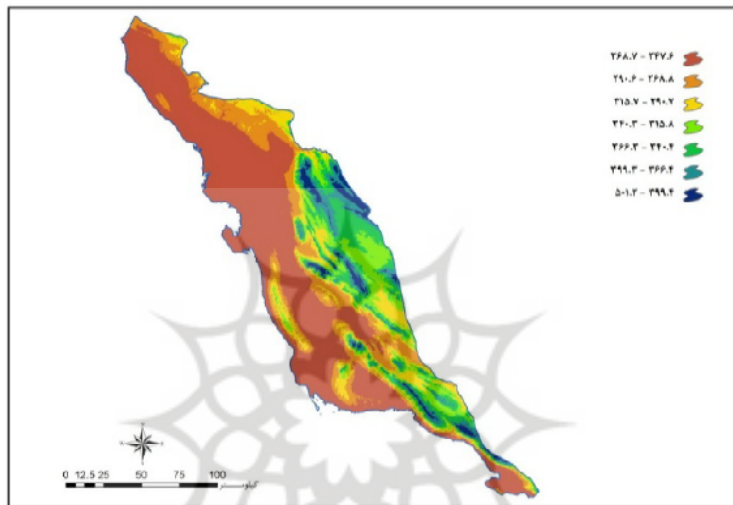 ۲۶۸.۷ - ۲۴۷.۶
۲۹۰.۶ - ۲۶۸.۸
۳۱۵.۷ - ۲۹۰.۷
۳۴۰.۳ - ۳۱۵.۸
۳۶۶.۳ - ۳۴۰.۴
۳۹۹.۳ - ۳۶۶.۴
۵۰۱.۲ - ۳۹۹.۴
0 12.5 25 50 75 100
کیلومتر